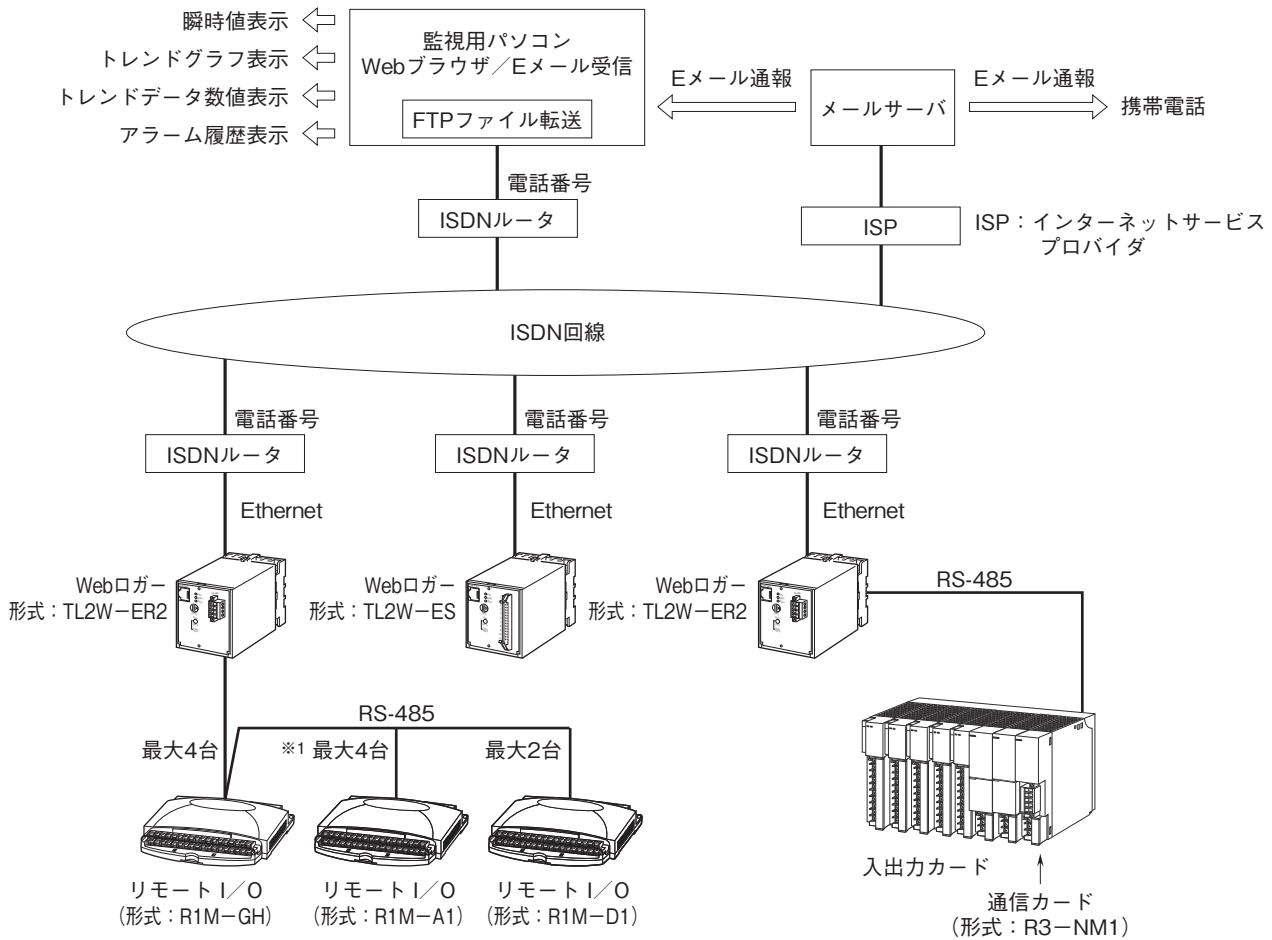 瞬時値表示
トレンドグラフ表示
トレンドデータ数値表示
アラーム履歴表示
監視用パソコン
Webブラウザ／Eメール受信
FTPファイル転送
Eメール通報
メールサーバ
Eメール通報
携帯電話
電話番号
ISDNルータ
ISP
ISP：インターネットサービス
プロバイダ
ISDN回線
電話番号
ISDNルータ
Ethernet
電話番号
ISDNルータ
Ethernet
電話番号
ISDNルータ
Ethernet
Webロガー
形式：TL2W－ER2
Webロガー
形式：TL2W－ES
Webロガー
形式：TL2W－ER2
RS-485
RS-485
最大4台
※1 最大4台
最大2台
リモート I／O
（形式：R1M－GH）
リモート I／O
（形式：R1M－A1）
リモート I／O
（形式：R1M－D1）
入出力カード
通信カード
（形式：R3－NM1）